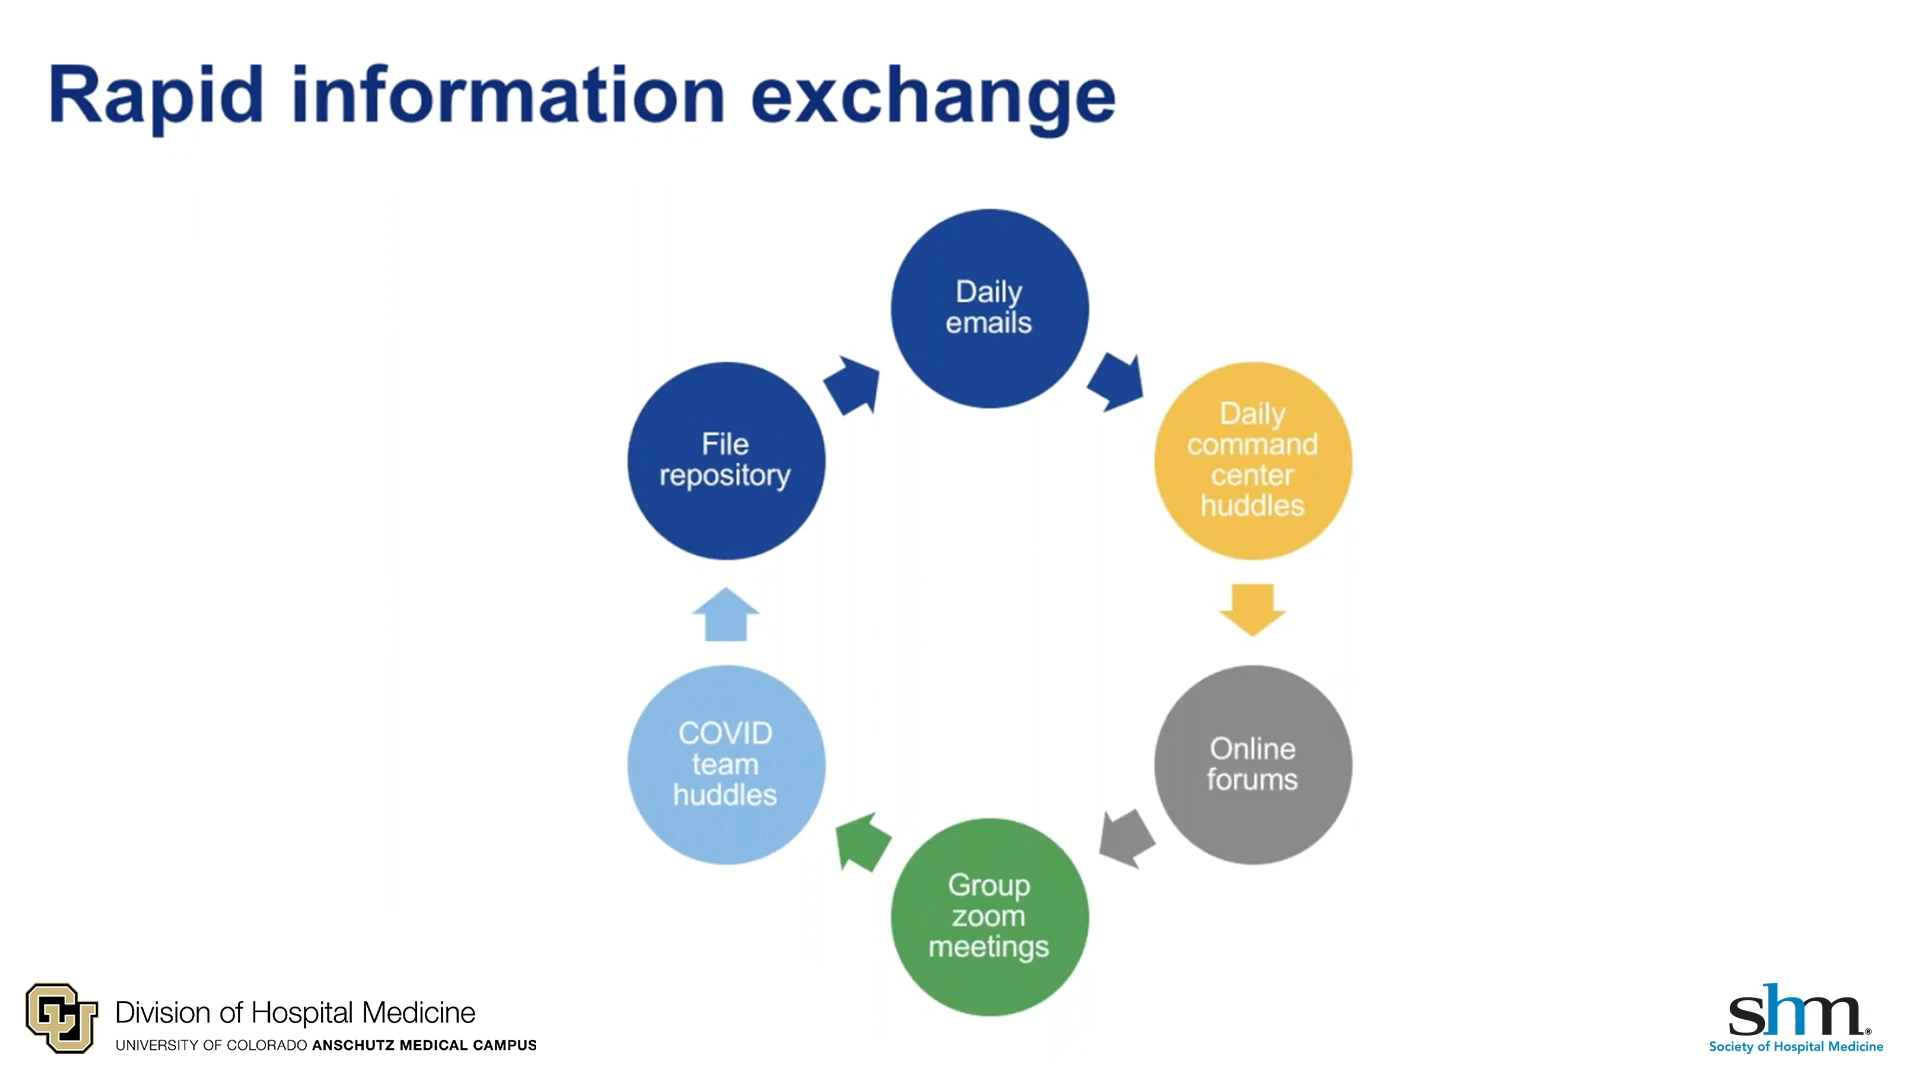 Rapid information exchange
Daily
emails
Daily
command
center
huddles
Online
forums
Group
zoom
meetings
COVID
team
huddles
File
repository
CU
Division of Hospital Medicine
UNIVERSITY OF COLORADO ANSCHUTZ MEDICAL CAMPUS
shm®
Society of Hospital Medicine